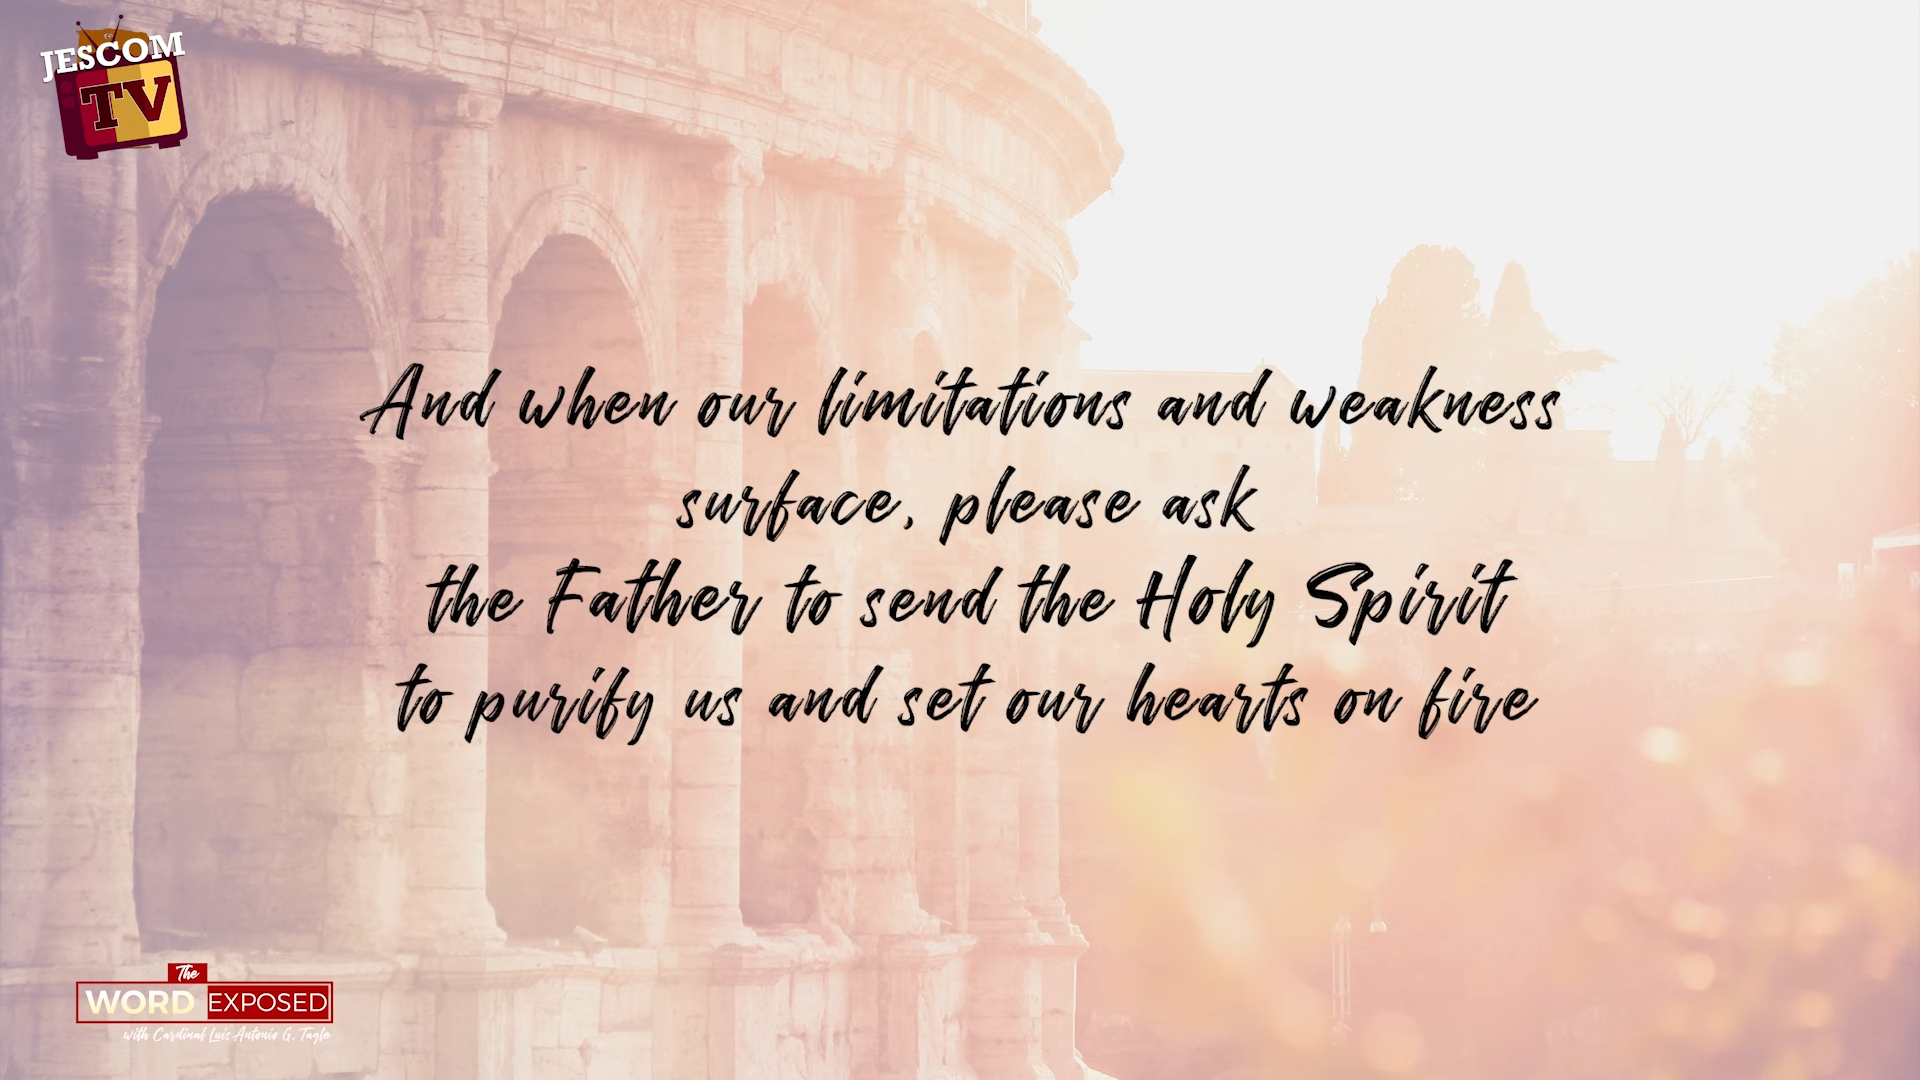 JESCOM
TV
And when our limitations and weakness
surface, please ask
the Father to send the Holy Spirit
to purify us and set our hearts on fire
The
WORD EXPOSED
with Cardinal Luis Antonio G. Tagle